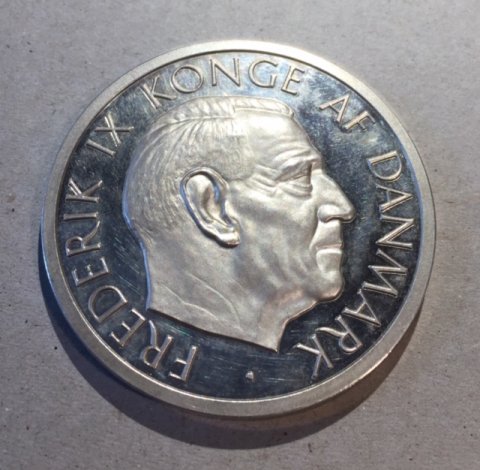 FREDERIK IX KONGE AF DANMARK